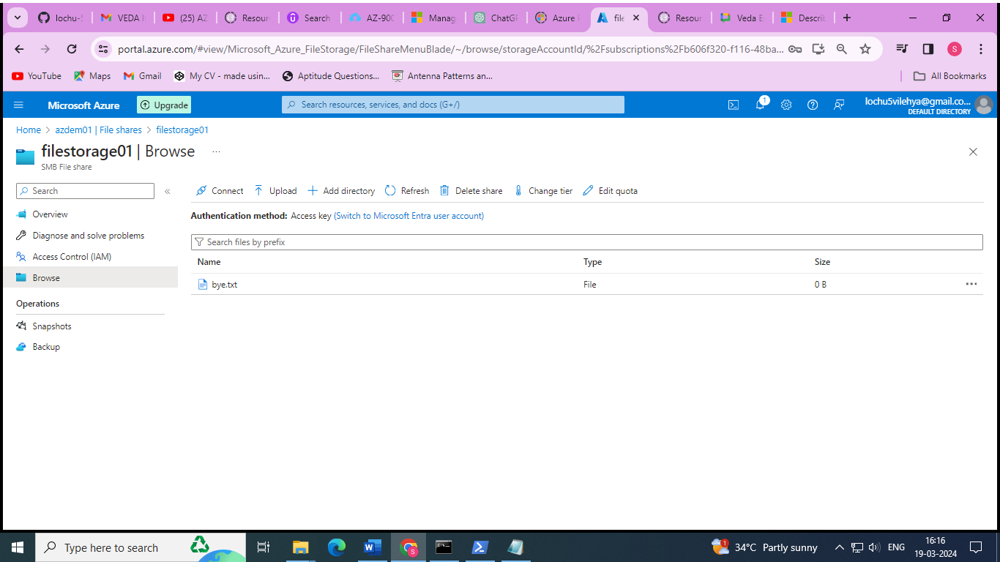 lochu-5
VEDA I
(25) AZ
Resour
Search
AZ-900
Manag
ChatGP
Azure
file
Resour
Veda E
Describ
portal.azure.com/#view/Microsoft_Azure_FileStorage/FileShareMenuBlade/~/browse/storageAccountId/%2Fsubscriptions%2Fb606f320-f116-48ba...
S
YouTube
Maps
Gmail
My CV - made usin...
Aptitude Questions...
Antenna Patterns an...
All Bookmarks
Microsoft Azure
Upgrade
Search resources, services, and docs (G+/)
1
lochu5vilehya@gmail.co...
DEFAULT DIRECTORY
Home > azdem01 | File shares > filestorage01
filestorage01 | Browse ...
SMB File share
Search
«
Connect
Upload
Add directory
Refresh
Delete share
Change tier
Edit quota
Overview
Diagnose and solve problems
Access Control (IAM)
Browse
Operations
Snapshots
Backup
Authentication method: Access key (Switch to Microsoft Entra user account)
Search files by prefix
Name Type Size
bye.txt File 0 B
Type here to search
1
34°C Partly sunny
ENG
16:16
19-03-2024